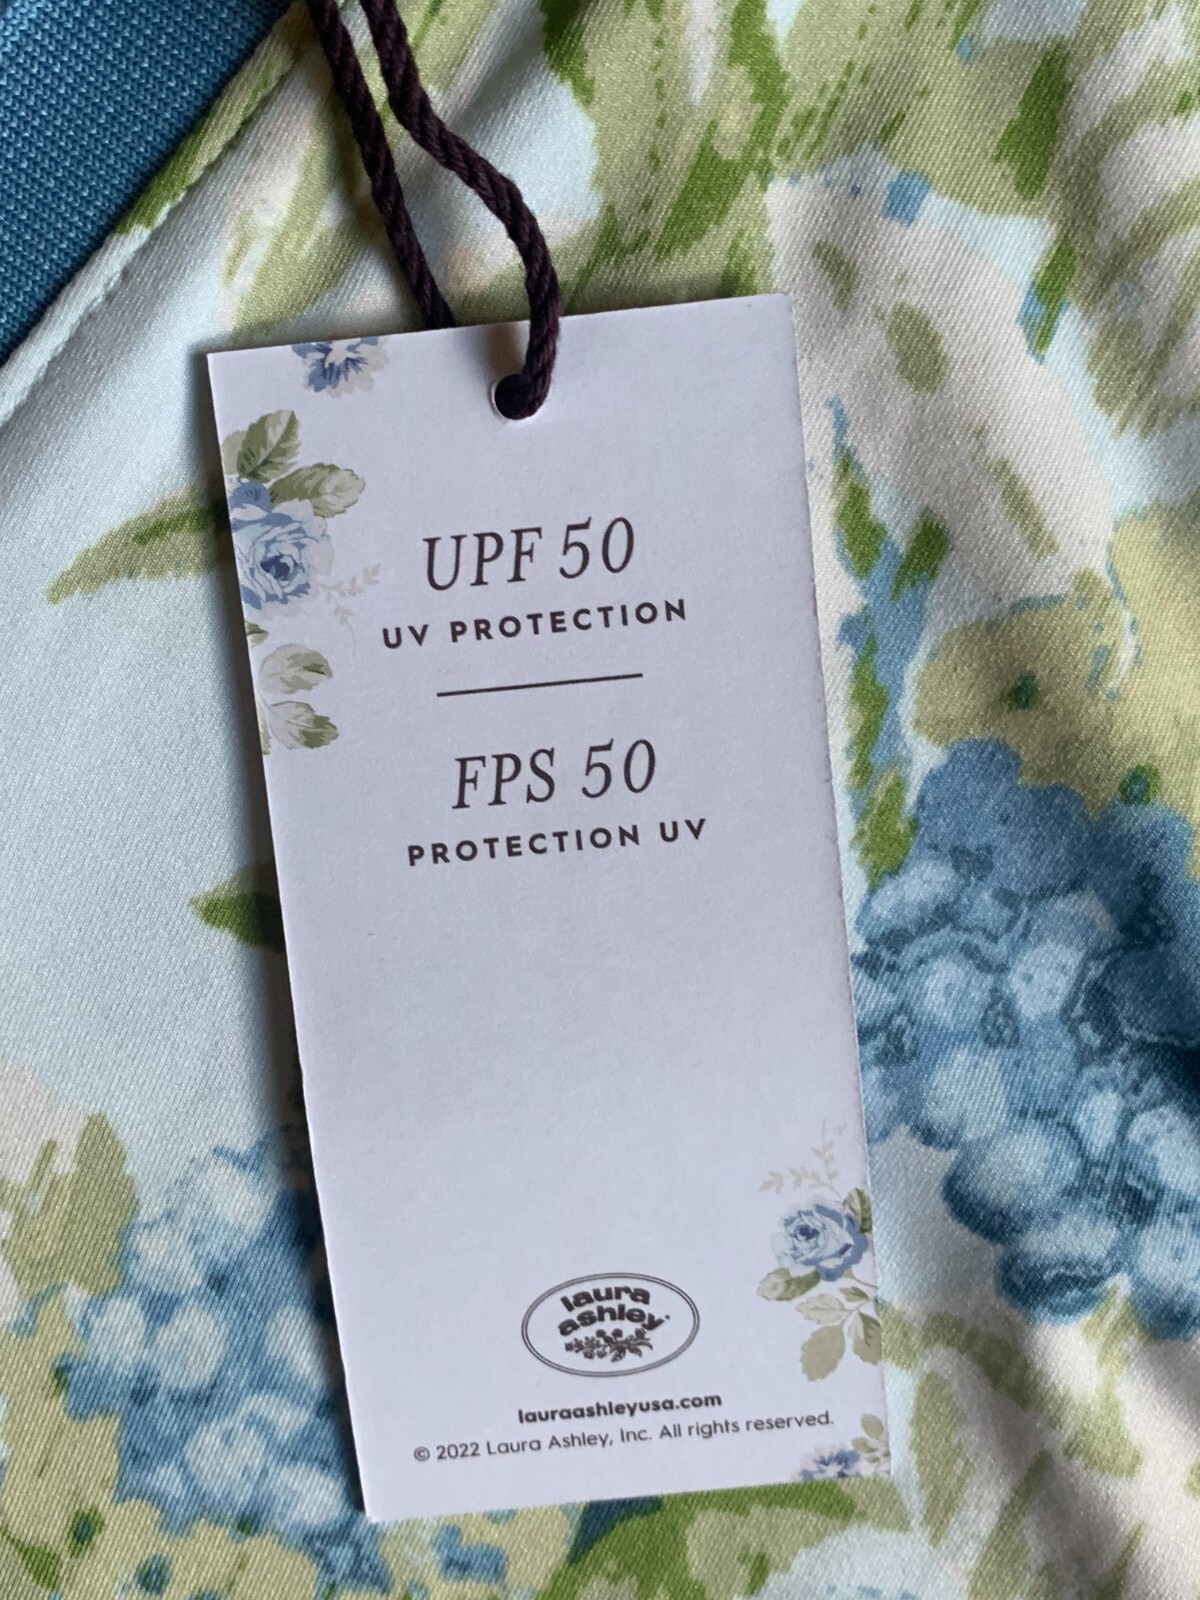 UPF 50
UV PROTECTION
FPS 50
PROTECTION UV
laura
ashley
lauraashleyusa.com
© 2022 Laura Ashley, Inc. All rights reserved.